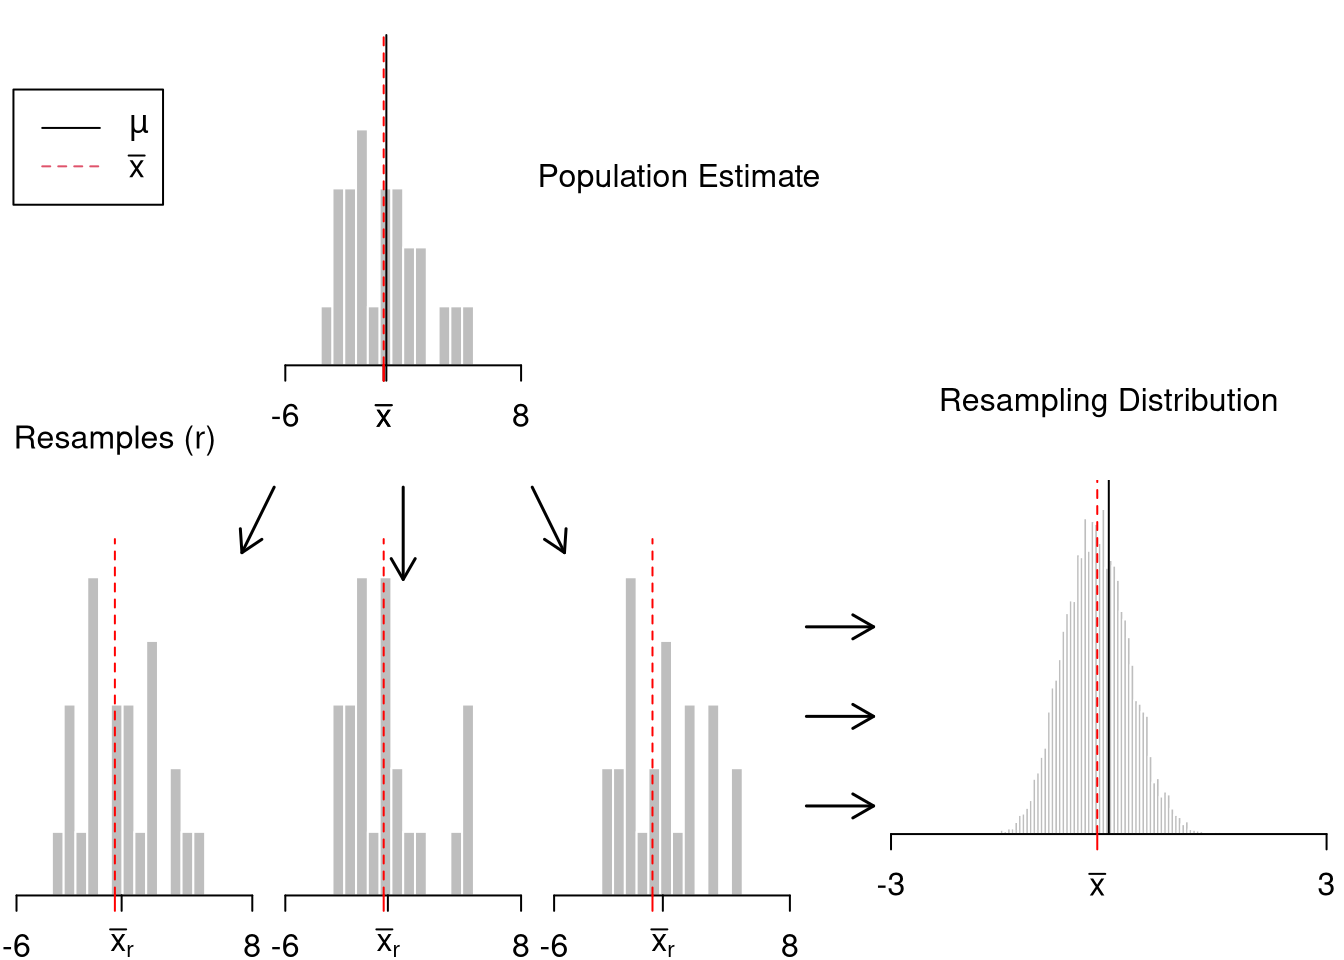 μ
x̅
Population Estimate
-6 x̅ 8
Resampling Distribution
Resamples (r)
-3 x̅ 3
-6 x̅r 8 -6 x̅r 8 -6 x̅r 8